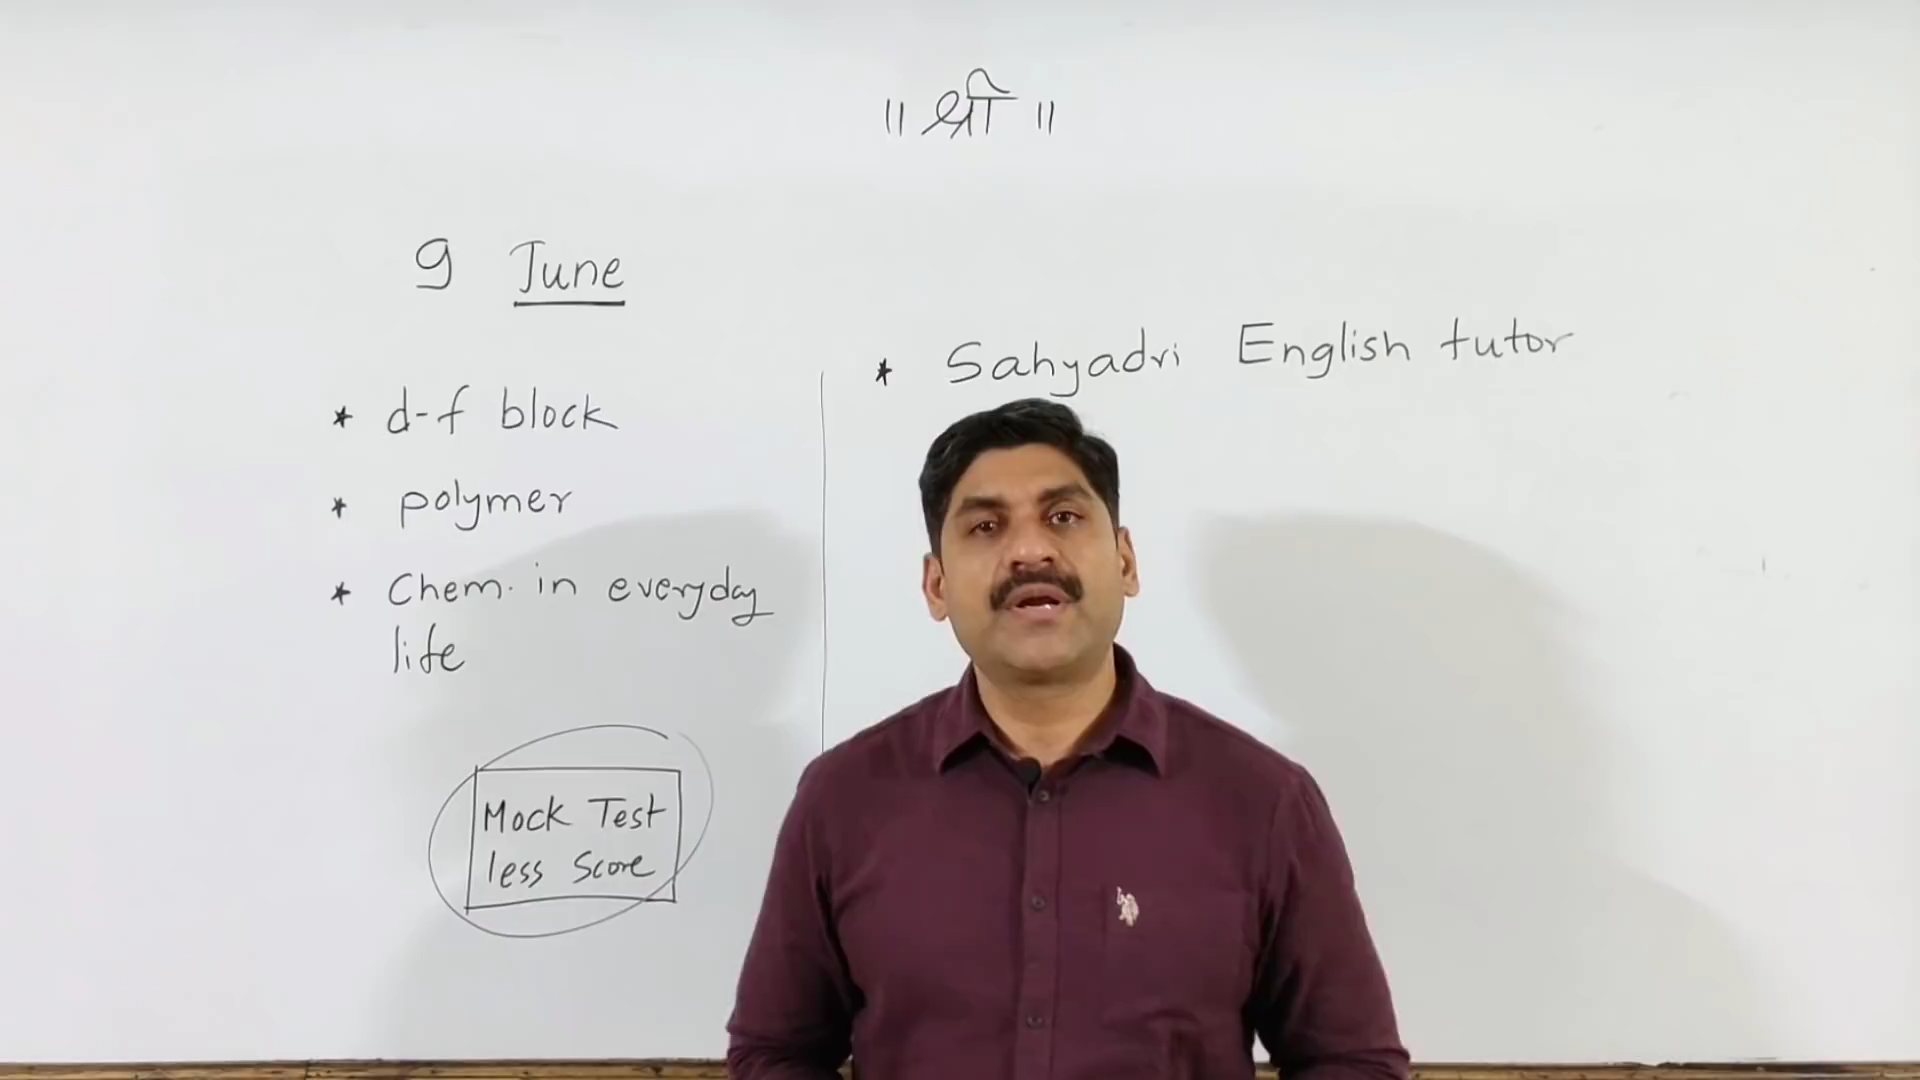 ॥ श्री ॥
9 June
* d-f block
* polymer
* Chem. in everyday
life
Mock Test
less Score
* Sahyadri English tutor